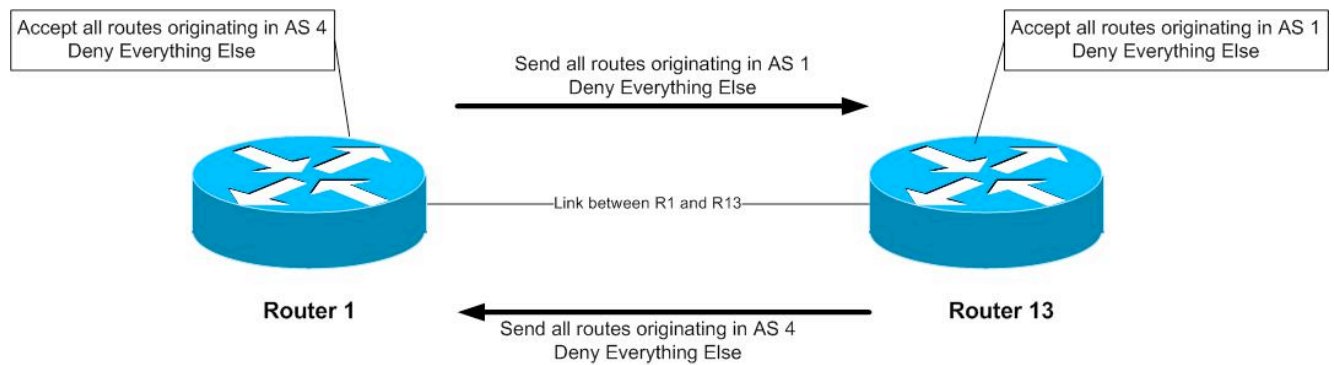 Accept all routes originating in AS 4
Deny Everything Else
Accept all routes originating in AS 1
Deny Everything Else
Send all routes originating in AS 1
Deny Everything Else
Link between R1 and R13
Router 1
Router 13
Send all routes originating in AS 4
Deny Everything Else